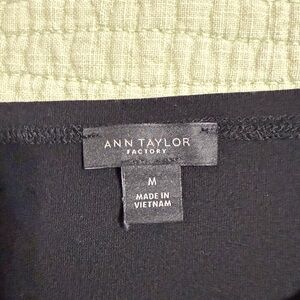 ANN TAYLOR
FACTORY
M
MADE IN
VIETNAM